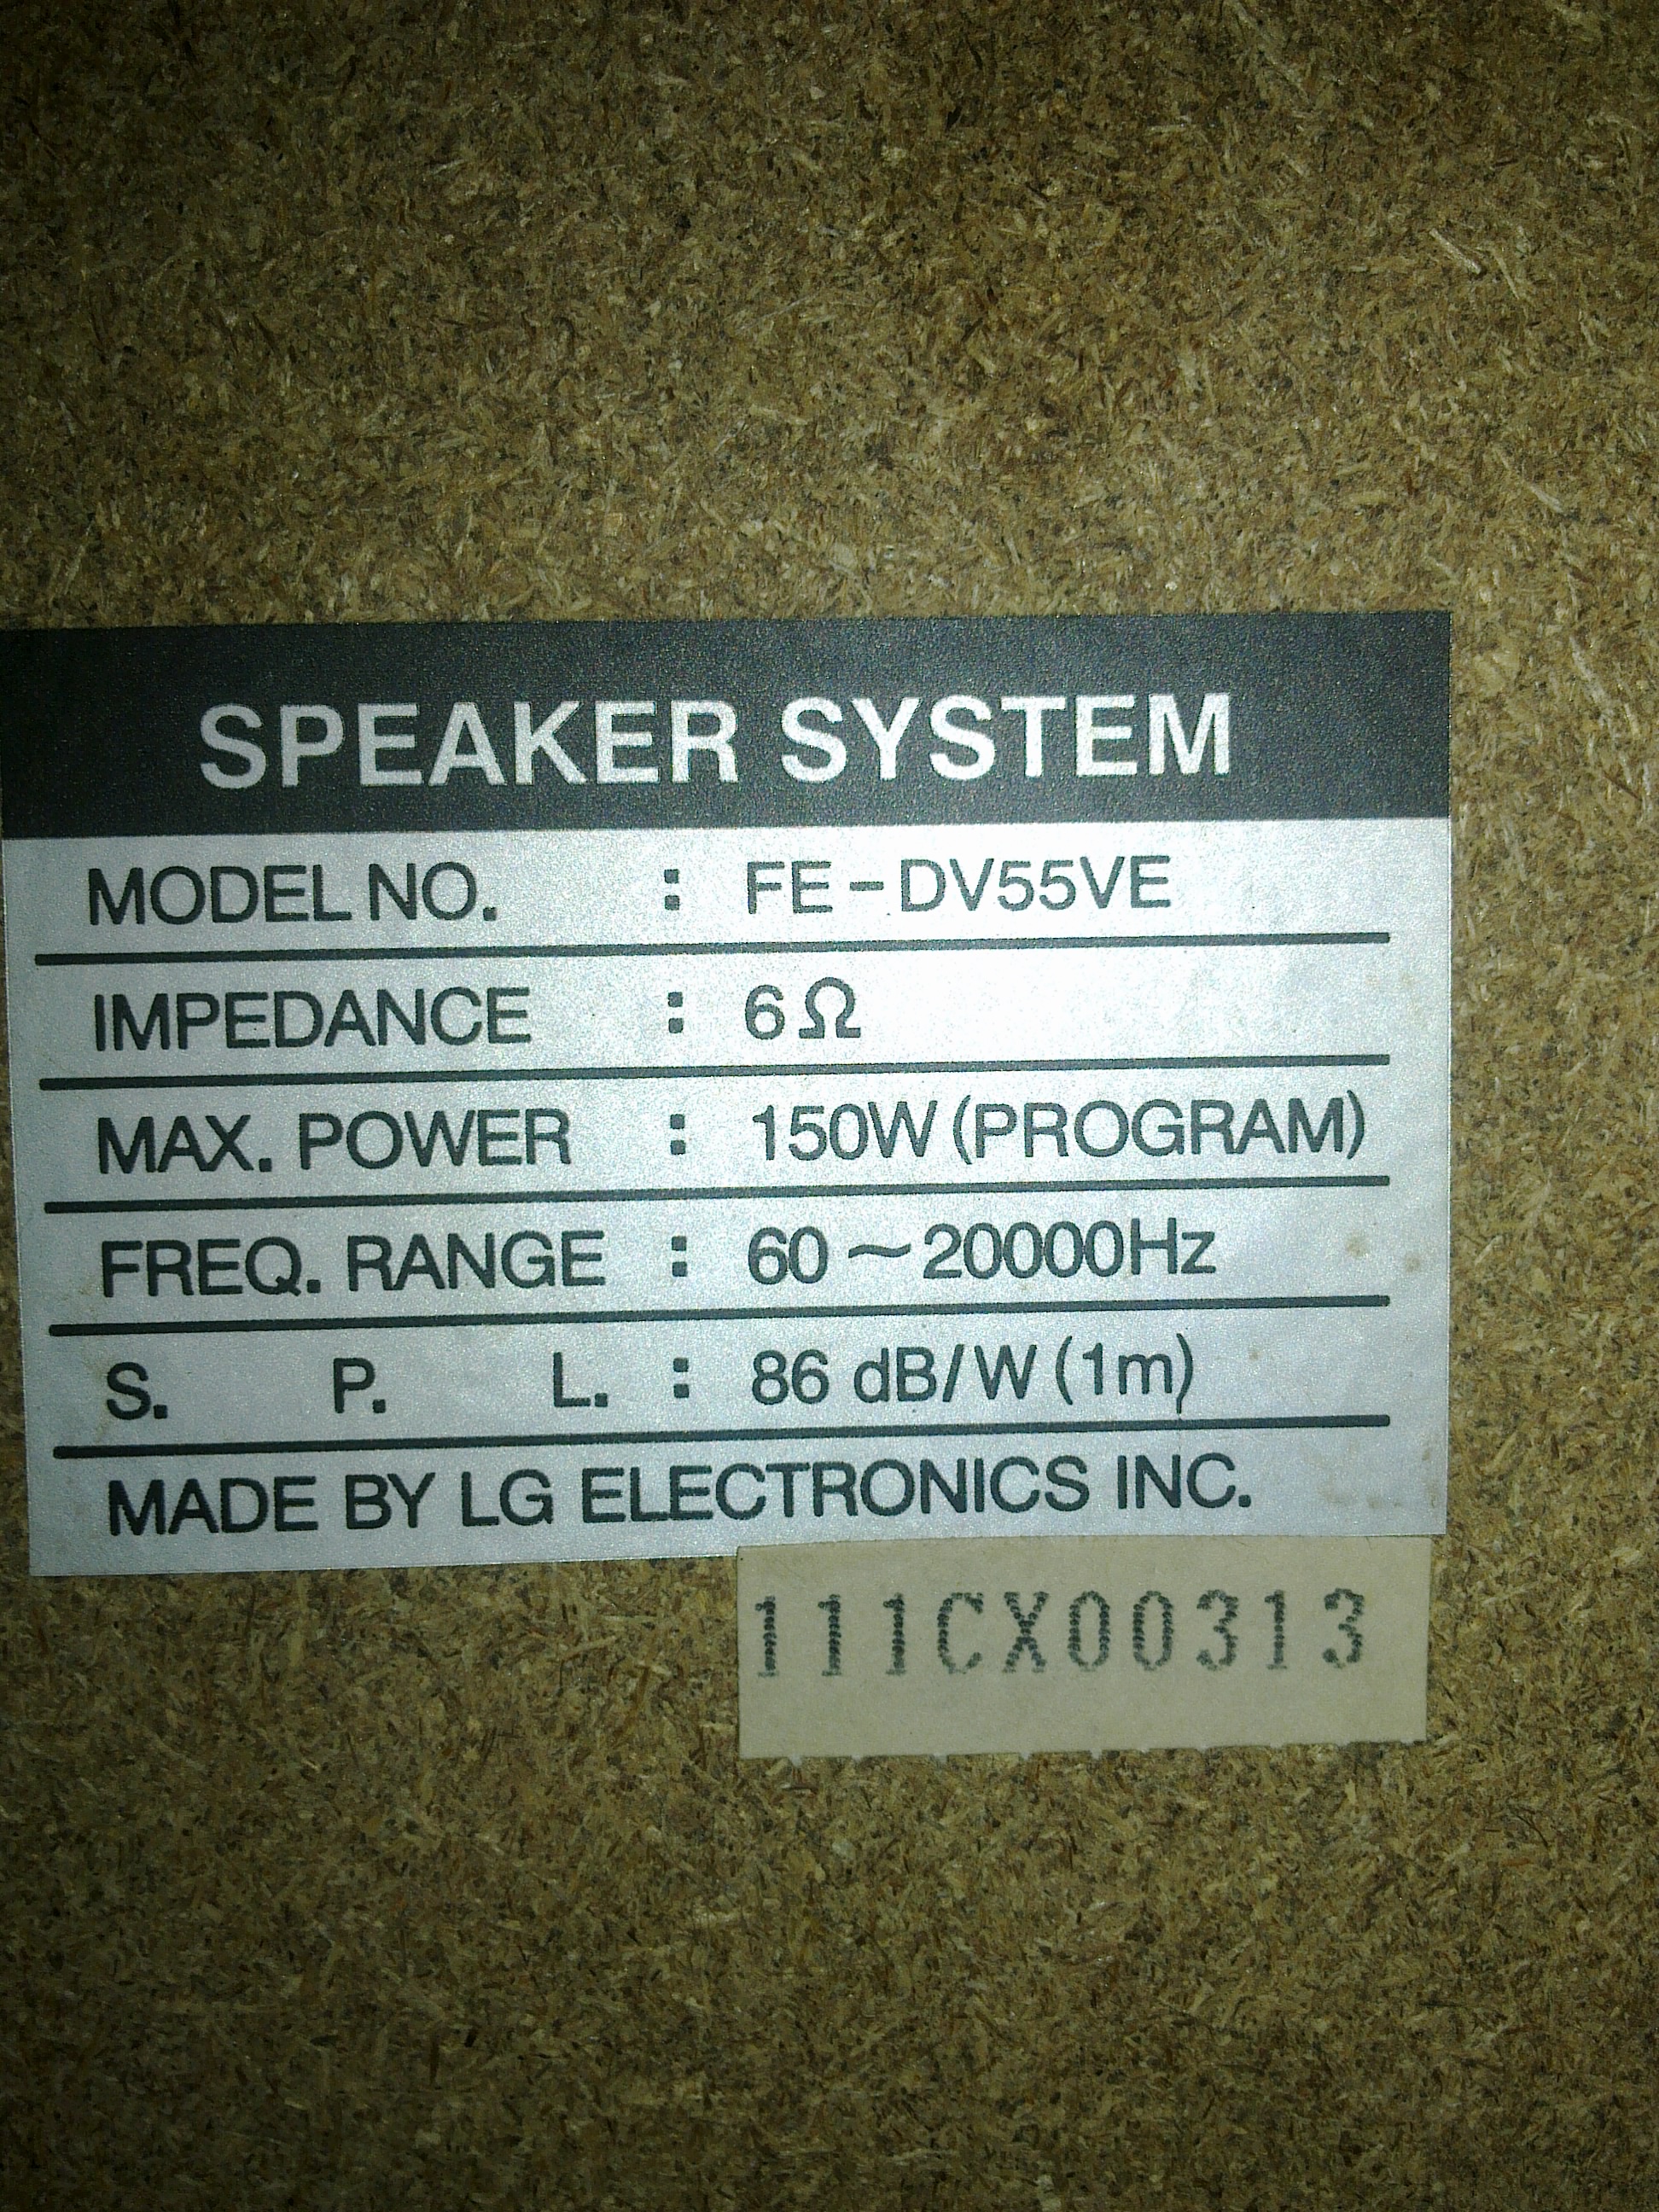 SPEAKER SYSTEM
MODEL NO. : FE-DV55VE
IMPEDANCE : 6Ω
MAX. POWER : 150W (PROGRAM)
FREQ. RANGE : 60~20000Hz
S. P. L. : 86 dB/W (1m)
MADE BY LG ELECTRONICS INC.
111CX00313